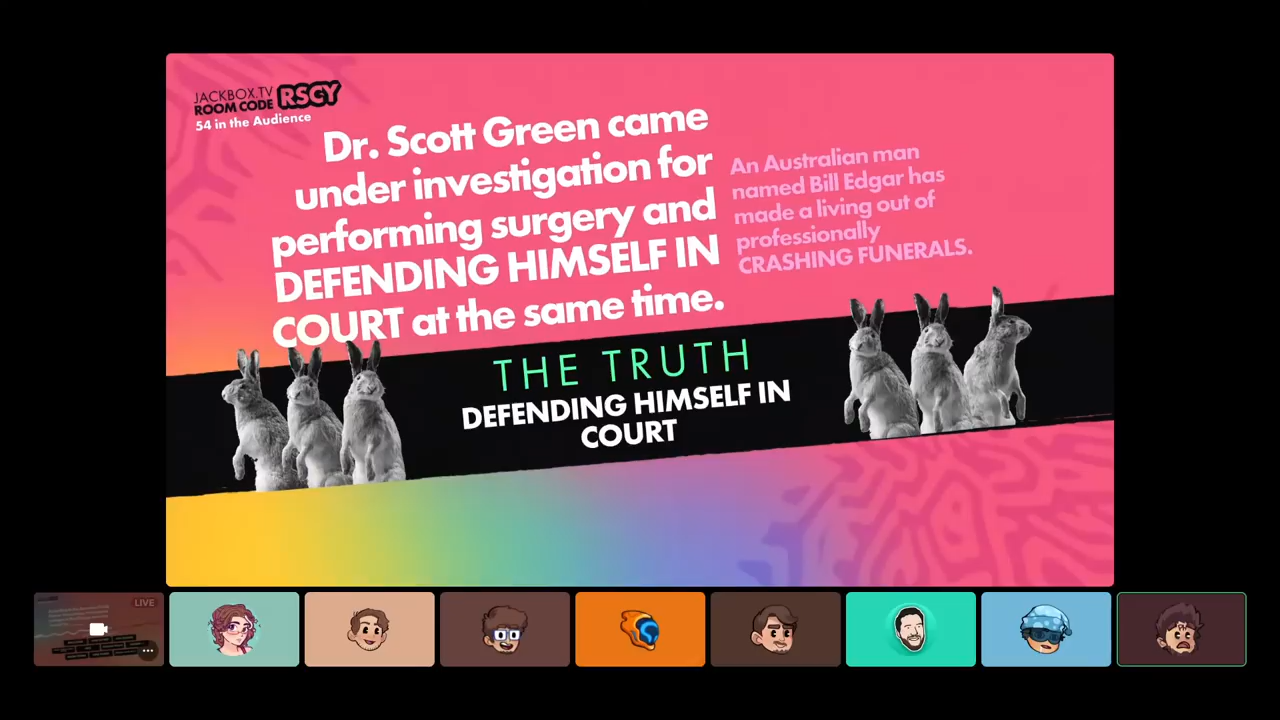 JACKBOX.TV
ROOM CODE RSCY
54 in the Audience
Dr. Scott Green came
under investigation for
performing surgery and
DEFENDING HIMSELF IN
COURT at the same time.
An Australian man
named Bill Edgar has
made a living out of
professionally
CRASHING FUNERALS.
THE TRUTH
DEFENDING HIMSELF IN
COURT
LIVE